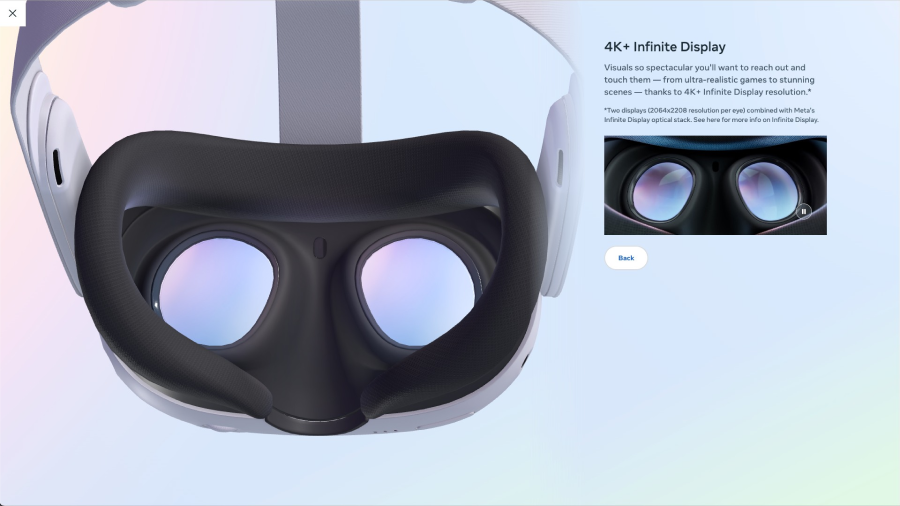 4K+ Infinite Display
Visuals so spectacular you'll want to reach out and
touch them — from ultra-realistic games to stunning
scenes — thanks to 4K+ Infinite Display resolution.*
*Two displays (2064x2208 resolution per eye) combined with Meta's
Infinite Display optical stack. See here for more info on Infinite Display.
Back